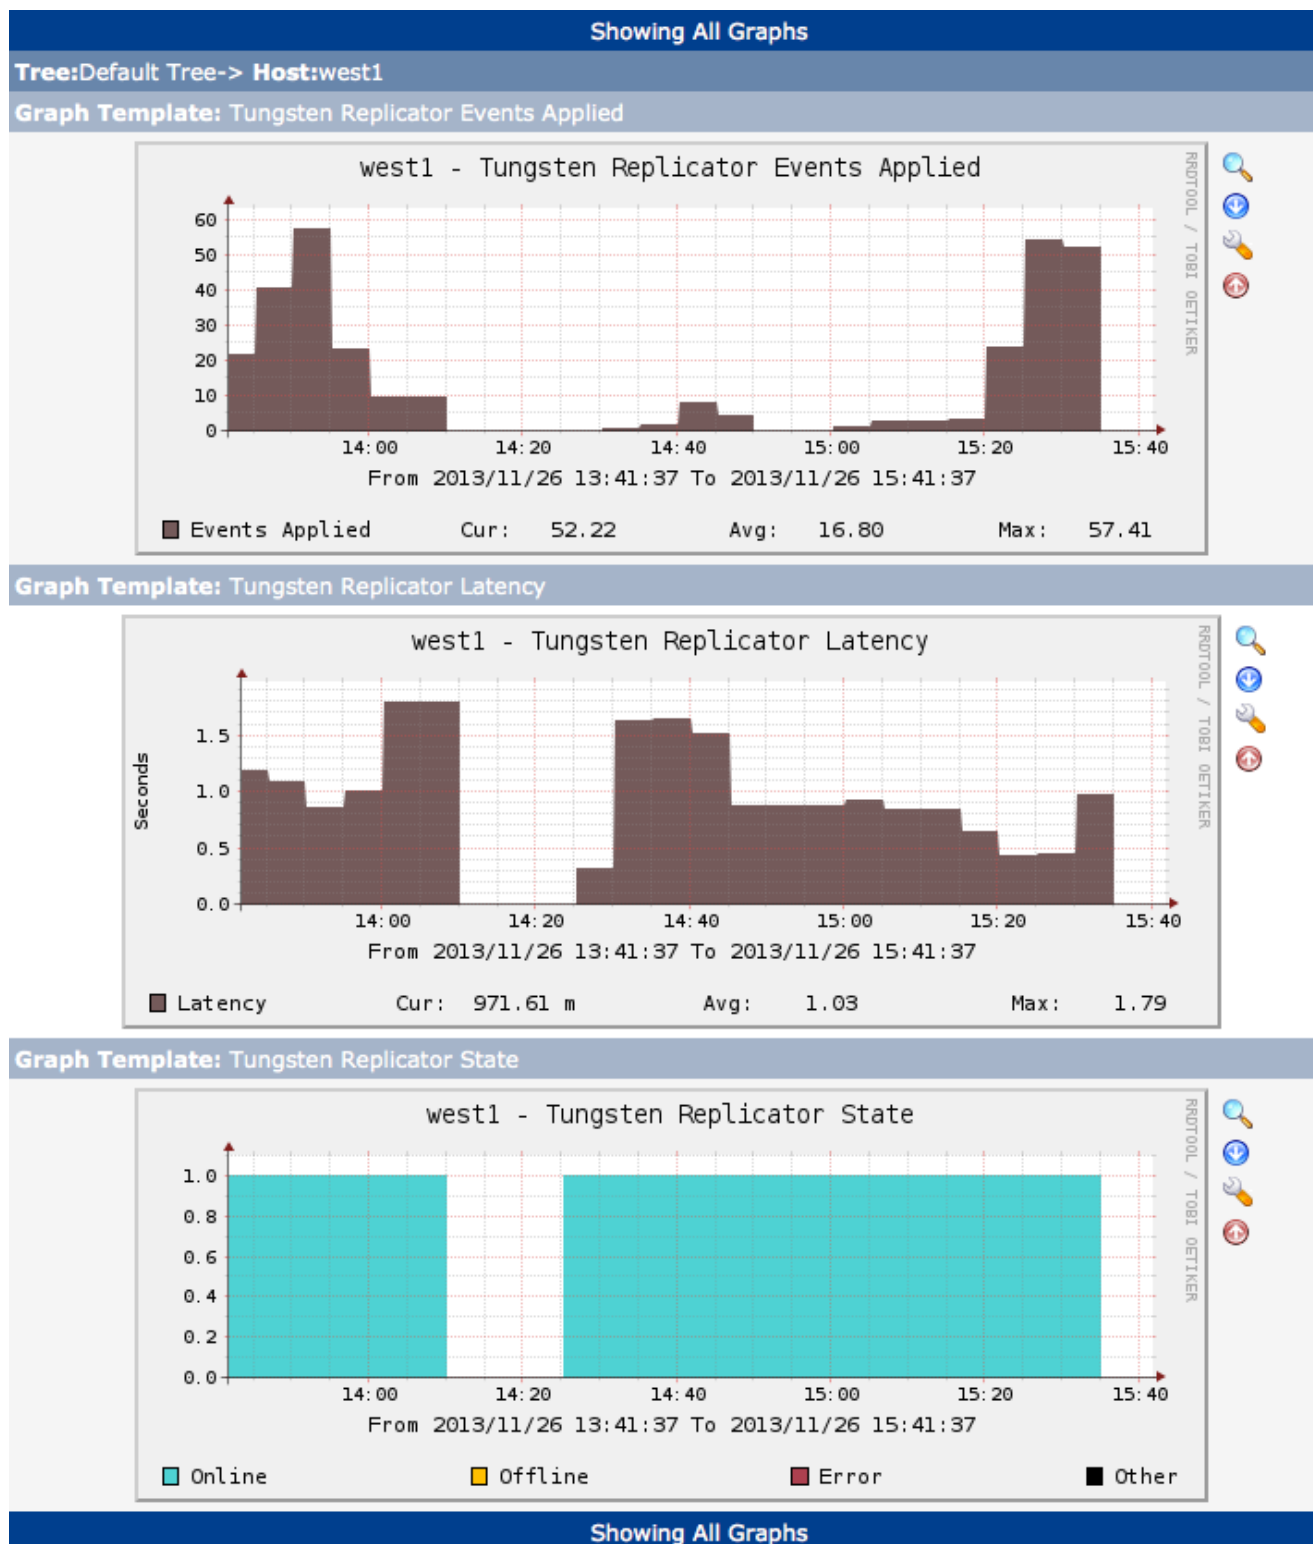 Showing All Graphs
Tree:Default Tree-> Host:west1
Graph Template: Tungsten Replicator Events Applied
west1 - Tungsten Replicator Events Applied
RRDTOOL / TOBI OETIKER
60
50
40
30
20
10
0
14:00 14:20 14:40 15:00 15:20 15:40
From 2013/11/26 13:41:37 To 2013/11/26 15:41:37
Events Applied Cur: 52.22 Avg: 16.80 Max: 57.41
Graph Template: Tungsten Replicator Latency
west1 - Tungsten Replicator Latency
RRDTOOL / TOBI OETIKER
Seconds
1.5
1.0
0.5
0.0
14:00 14:20 14:40 15:00 15:20 15:40
From 2013/11/26 13:41:37 To 2013/11/26 15:41:37
Latency Cur: 971.61 m Avg: 1.03 Max: 1.79
Graph Template: Tungsten Replicator State
west1 - Tungsten Replicator State
RRDTOOL / TOBI OETIKER
1.0
0.8
0.6
0.4
0.2
0.0
14:00 14:20 14:40 15:00 15:20 15:40
From 2013/11/26 13:41:37 To 2013/11/26 15:41:37
Online Offline Error Other
Showing All Graphs